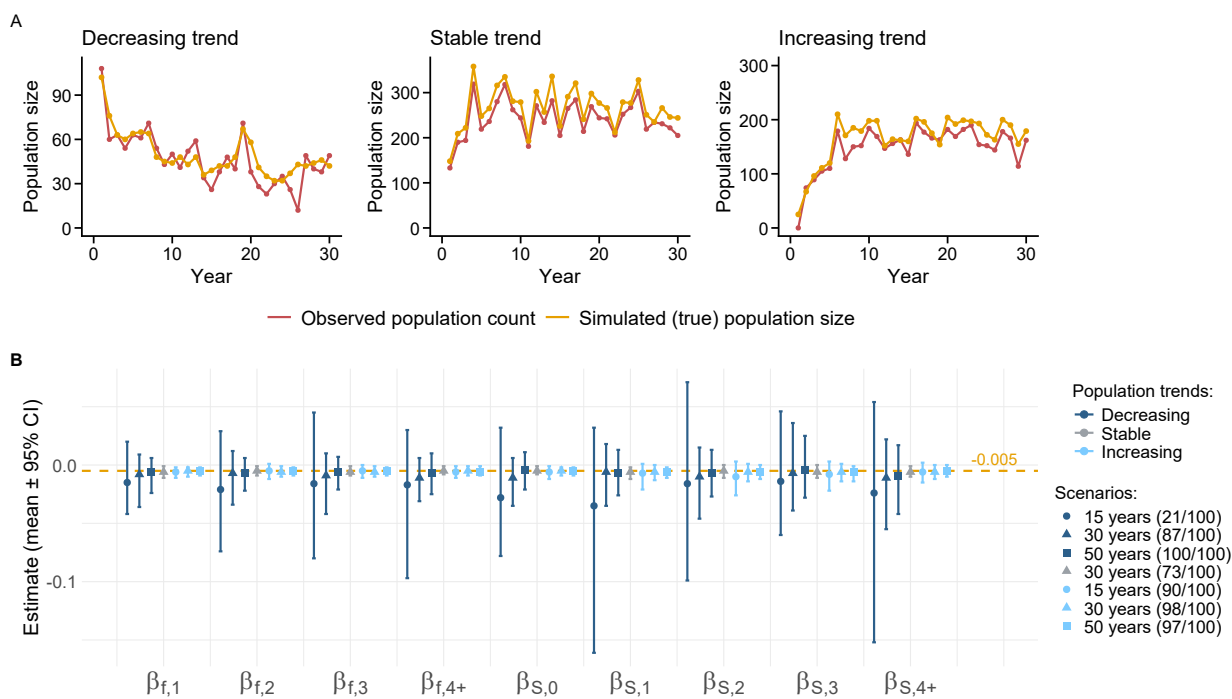 A
Decreasing trend
Stable trend
Increasing trend
Population size
90
60
30
0
0
10
20
30
Year
Population size
300
200
100
0
0
10
20
30
Year
Population size
300
200
100
0
0
10
20
30
Year
Observed population count
Simulated (true) population size
B
Estimate (mean ± 95% CI)
0.0
-0.1
-0.005
βf,1
βf,2
βf,3
βf,4+
βS,0
βS,1
βS,2
βS,3
βS,4+
Population trends:
Decreasing
Stable
Increasing
Scenarios:
15 years (21/100)
30 years (87/100)
50 years (100/100)
30 years (73/100)
15 years (90/100)
30 years (98/100)
50 years (97/100)